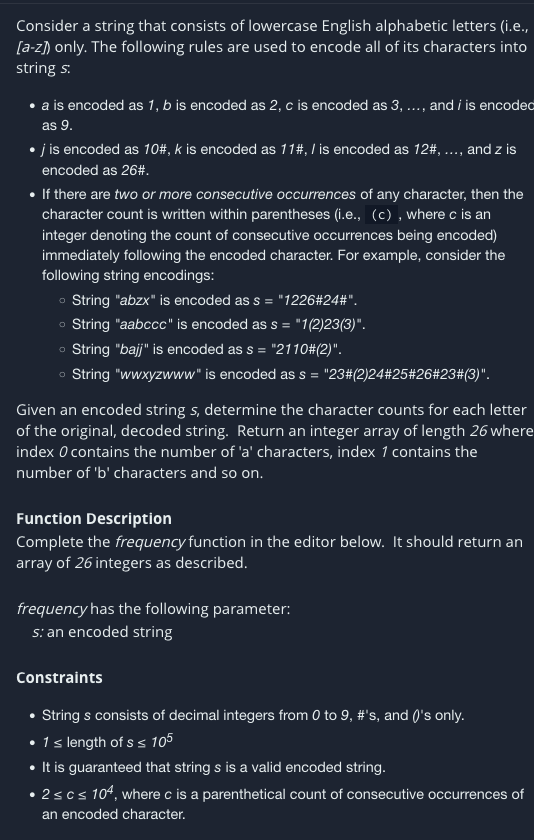 Consider a string that consists of lowercase English alphabetic letters (i.e.,
[a-z]) only. The following rules are used to encode all of its characters into
string s:
• a is encoded as 1, b is encoded as 2, c is encoded as 3, …, and i is encoded
as 9.
• j is encoded as 10#, k is encoded as 11#, l is encoded as 12#, …, and z is
encoded as 26#.
• If there are two or more consecutive occurrences of any character, then the
character count is written within parentheses (i.e., (c) , where c is an
integer denoting the count of consecutive occurrences being encoded)
immediately following the encoded character. For example, consider the
following string encodings:
◦ String "abzx" is encoded as s = "1226#24#".
◦ String "aabccc" is encoded as s = "1(2)23(3)".
◦ String "bajj" is encoded as s = "2110#(2)".
◦ String "wwxyzwww" is encoded as s = "23#(2)24#25#26#23#(3)".
Given an encoded string s, determine the character counts for each letter
of the original, decoded string. Return an integer array of length 26 where
index 0 contains the number of 'a' characters, index 1 contains the
number of 'b' characters and so on.
Function Description
Complete the frequency function in the editor below. It should return an
array of 26 integers as described.
frequency has the following parameter:
s: an encoded string
Constraints
• String s consists of decimal integers from 0 to 9, #'s, and ()'s only.
• 1 ≤ length of s ≤ 10⁵
• It is guaranteed that string s is a valid encoded string.
• 2 ≤ c ≤ 10⁴, where c is a parenthetical count of consecutive occurrences of
an encoded character.